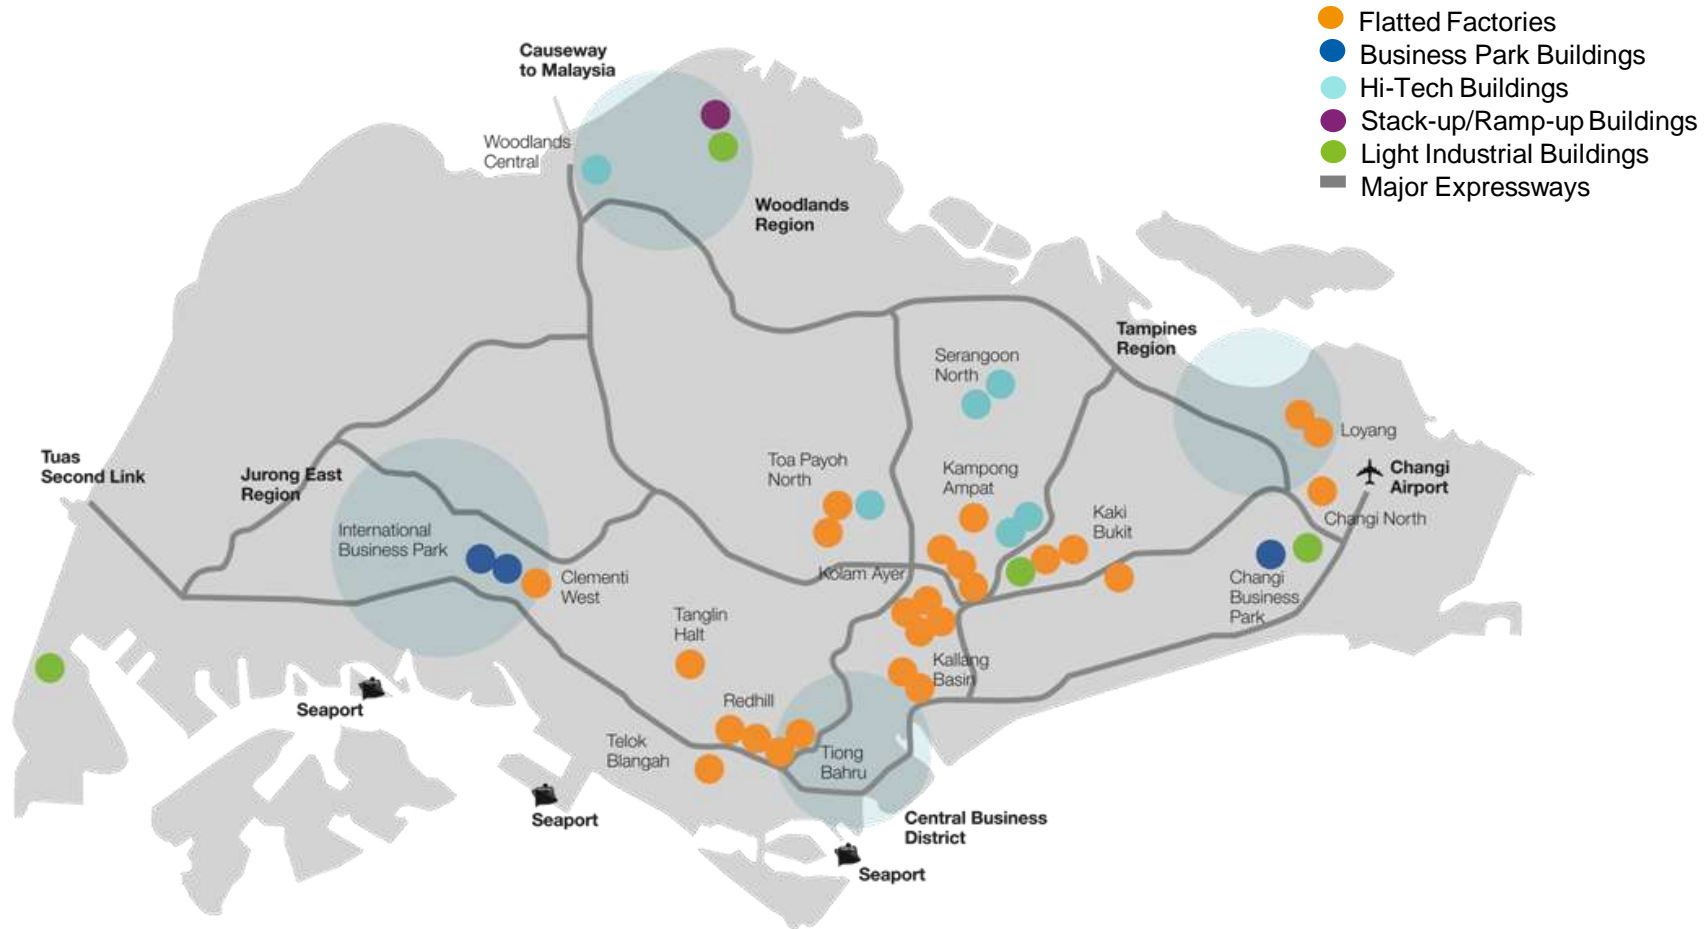 Flatted Factories
Business Park Buildings
Hi-Tech Buildings
Stack-up/Ramp-up Buildings
Light Industrial Buildings
Major Expressways
Causeway
to Malaysia
Woodlands
Central
Woodlands
Region
Tampines
Region
Serangoon
North
Loyang
Tuas
Second Link
Jurong East
Region
Toa Payoh
North
Kampong
Ampat
Changi
Airport
International
Business Park
Kaki
Bukit
Changi North
Clementi
West
Kolam Ayer
Changi
Business
Park
Tanglin
Halt
Kallang
Basin
Seaport
Redhill
Telok
Blangah
Tiong
Bahru
Seaport
Central Business
District
Seaport